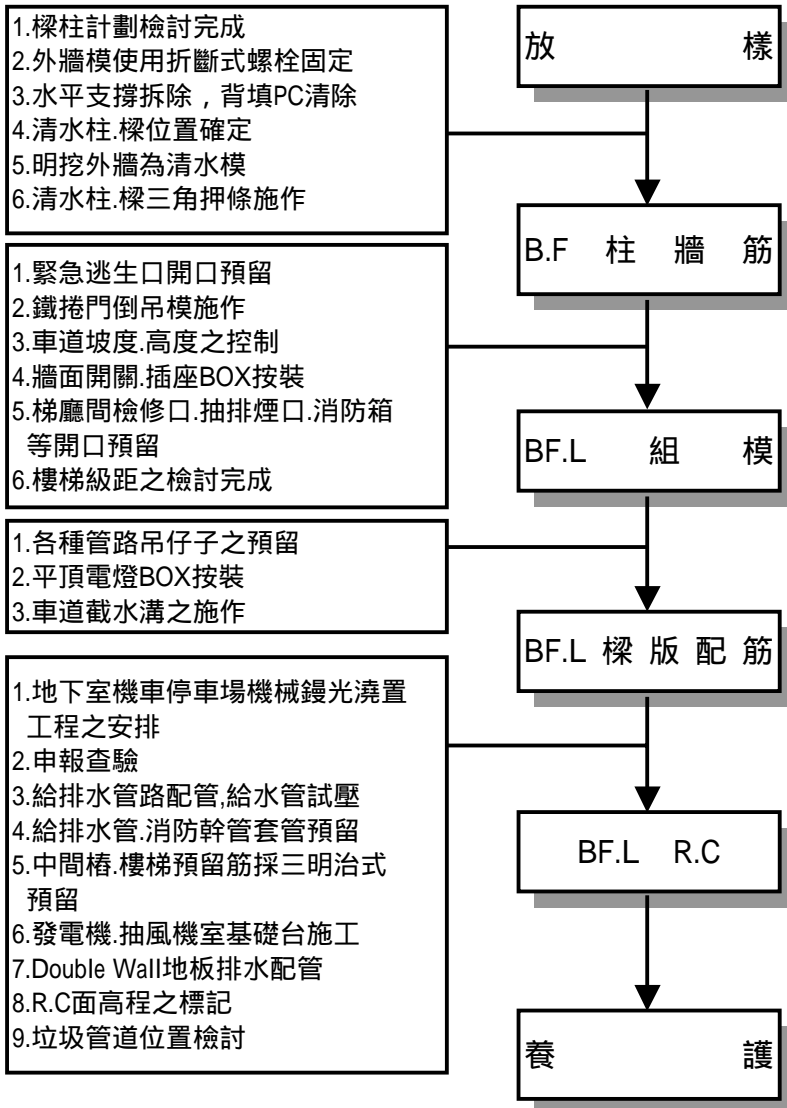 1.樑柱計劃檢討完成
2.外牆模使用折斷式螺栓固定
3.水平支撐拆除，背填PC清除
4.清水柱.樑位置確定
5.明挖外牆為清水模
6.清水柱.樑三角押條施作
放 樣
B.F 柱 牆 筋
1.緊急逃生口開口預留
2.鐵捲門倒吊模施作
3.車道坡度.高度之控制
4.牆面開關.插座BOX按裝
5.梯廳間檢修口.抽排煙口.消防箱
等開口預留
6.樓梯級距之檢討完成
BF.L 組 模
1.各種管路吊仔子之預留
2.平頂電燈BOX按裝
3.車道截水溝之施作
BF.L 樑 版 配 筋
1.地下室機車停車場機械鏝光澆置
工程之安排
2.申報查驗
3.給排水管路配管,給水管試壓
4.給排水管.消防幹管套管預留
5.中間樁.樓梯預留筋採三明治式
預留
6.發電機.抽風機室基礎台施工
7.Double Wall地板排水配管
8.R.C面高程之標記
9.垃圾管道位置檢討
BF.L R.C
養 護